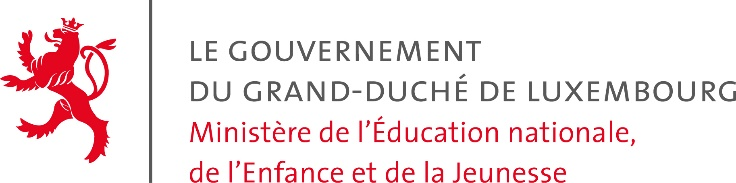 LE GOUVERNEMENT
DU GRAND-DUCHÉ DE LUXEMBOURG
Ministère de l'Éducation nationale,
de l'Enfance et de la Jeunesse